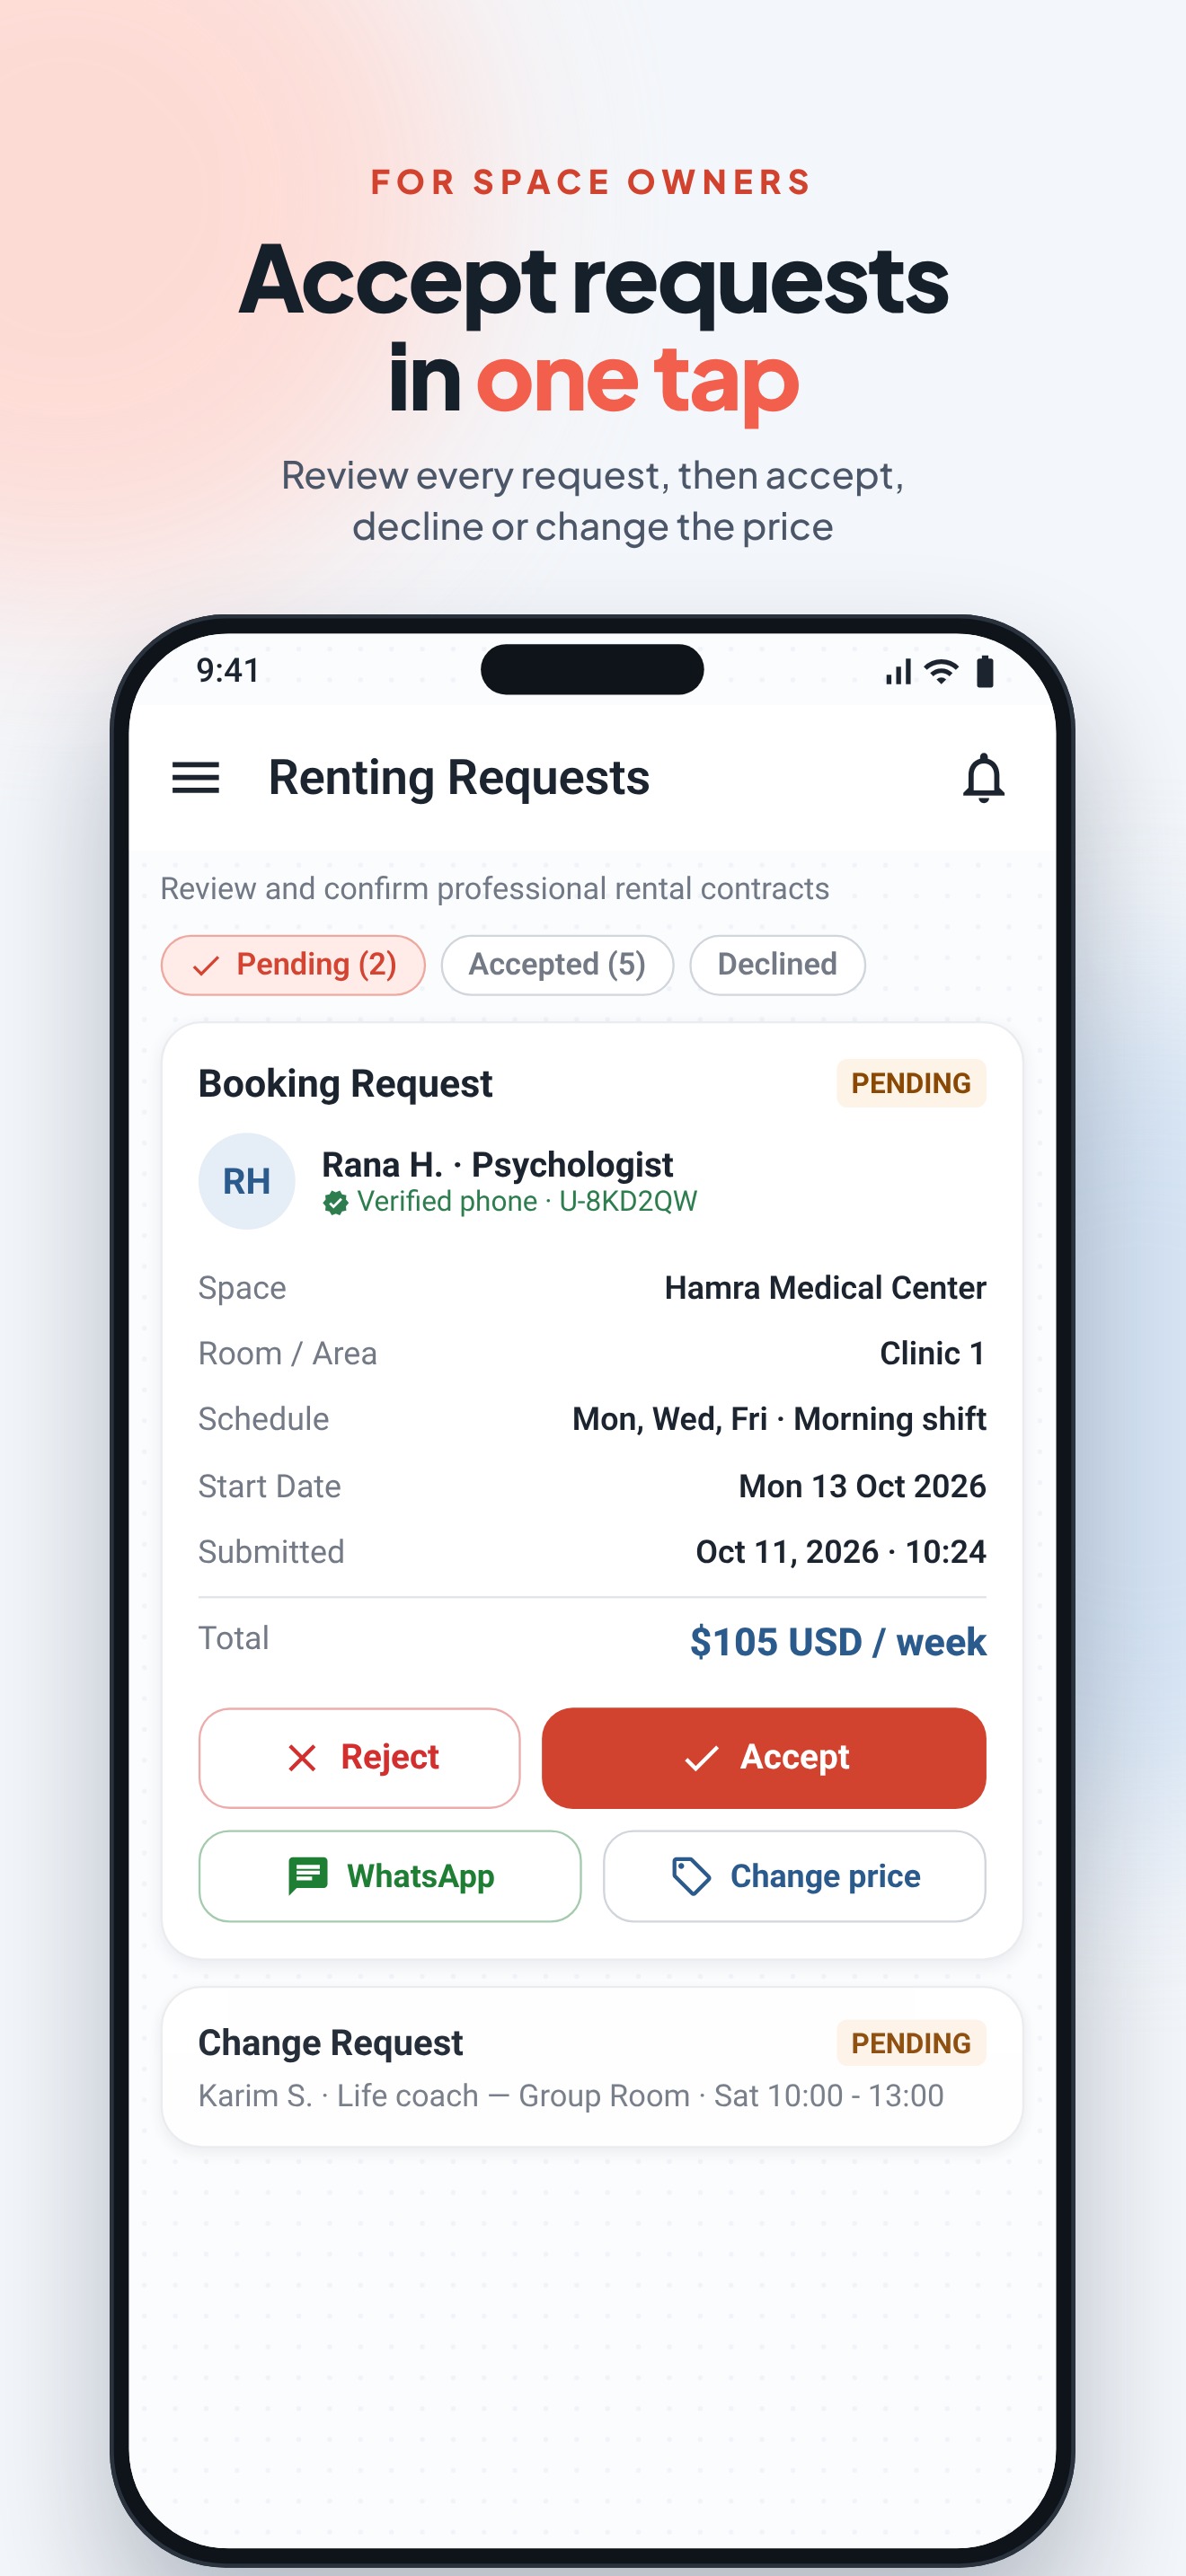 FOR SPACE OWNERS
Accept requests
in one tap
Review every request, then accept,
decline or change the price
9:41
Renting Requests
Review and confirm professional rental contracts
Pending (2) Accepted (5) Declined
Booking Request PENDING
RH
Rana H. · Psychologist
Verified phone · U-8KD2QW
Space Hamra Medical Center
Room / Area Clinic 1
Schedule Mon, Wed, Fri · Morning shift
Start Date Mon 13 Oct 2026
Submitted Oct 11, 2026 · 10:24
Total $105 USD / week
Reject Accept
WhatsApp Change price
Change Request PENDING
Karim S. · Life coach — Group Room · Sat 10:00 - 13:00